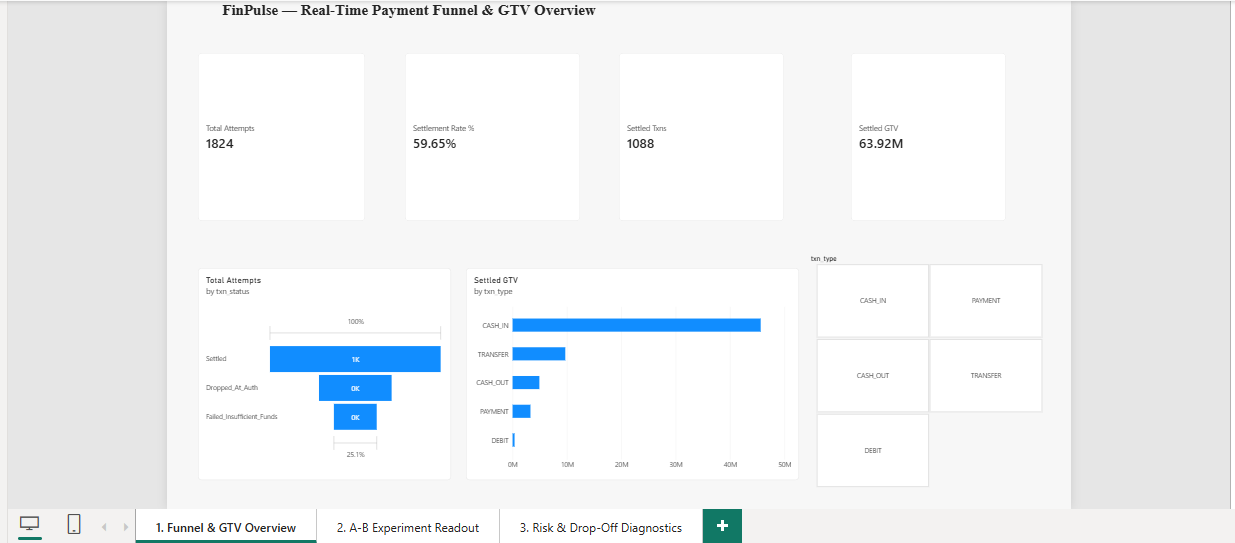 FinPulse — Real-Time Payment Funnel & GTV Overview
Total Attempts
1824
Settlement Rate %
59.65%
Settled Txns
1088
Settled GTV
63.92M
Total Attempts
by txn_status
100%
Settled
1K
Dropped_At_Auth
0K
Failed_Insufficient_Funds
0K
25.1%
Settled GTV
by txn_type
CASH_IN
TRANSFER
CASH_OUT
PAYMENT
DEBIT
0M 10M 20M 30M 40M 50M
txn_type
CASH_IN PAYMENT
CASH_OUT TRANSFER
DEBIT
1. Funnel & GTV Overview 2. A-B Experiment Readout 3. Risk & Drop-Off Diagnostics +